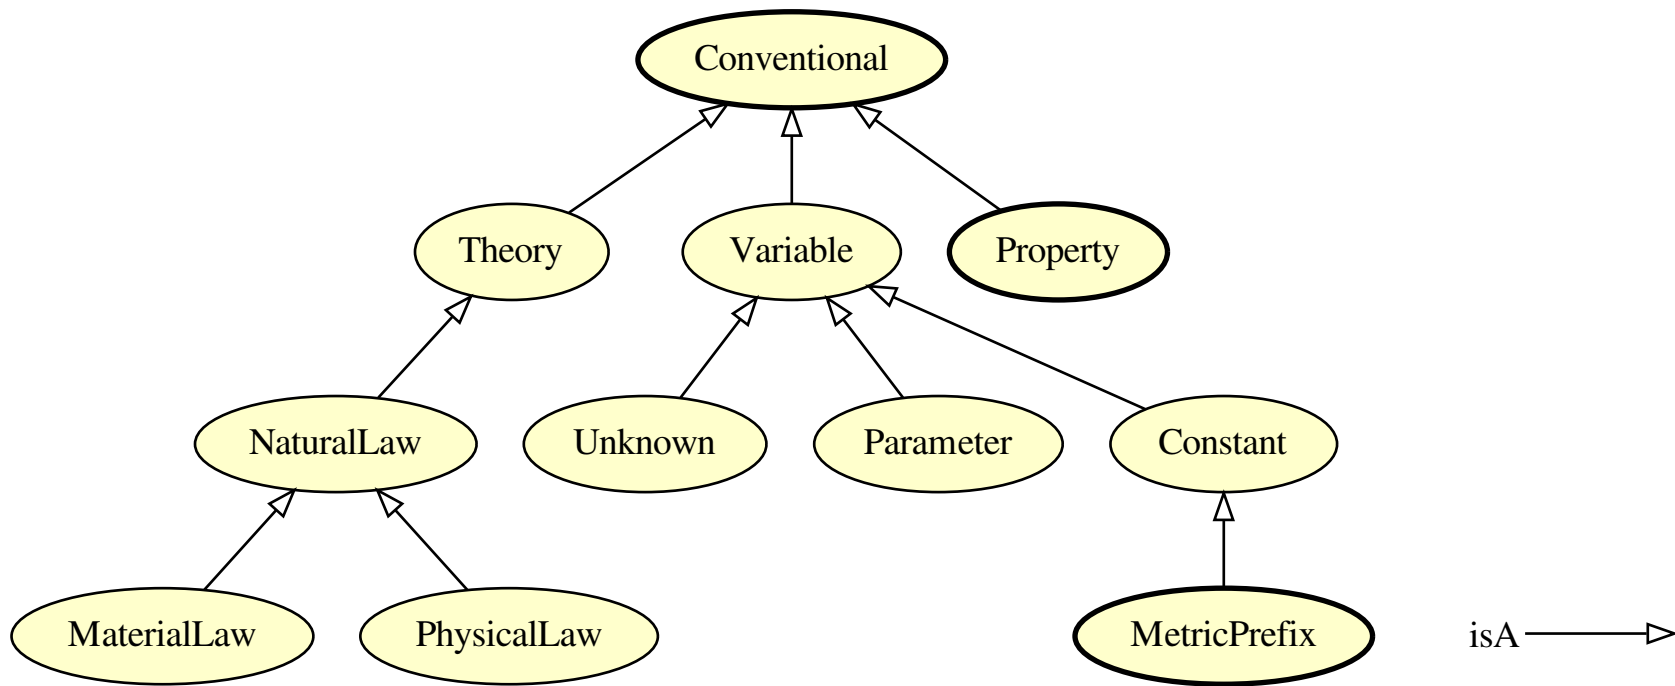 Conventional
Theory
Variable
Property
NaturalLaw
Unknown
Parameter
Constant
MaterialLaw
PhysicalLaw
MetricPrefix
isA